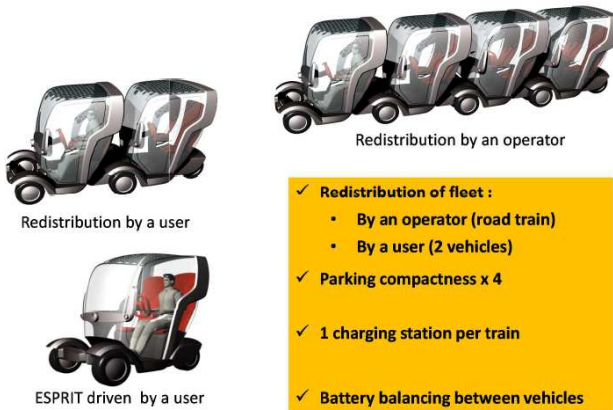 Redistribution by an operator
Redistribution by a user
ESPRIT driven by a user
✓ Redistribution of fleet :
• By an operator (road train)
• By a user (2 vehicles)
✓ Parking compactness x 4
✓ 1 charging station per train
✓ Battery balancing between vehicles